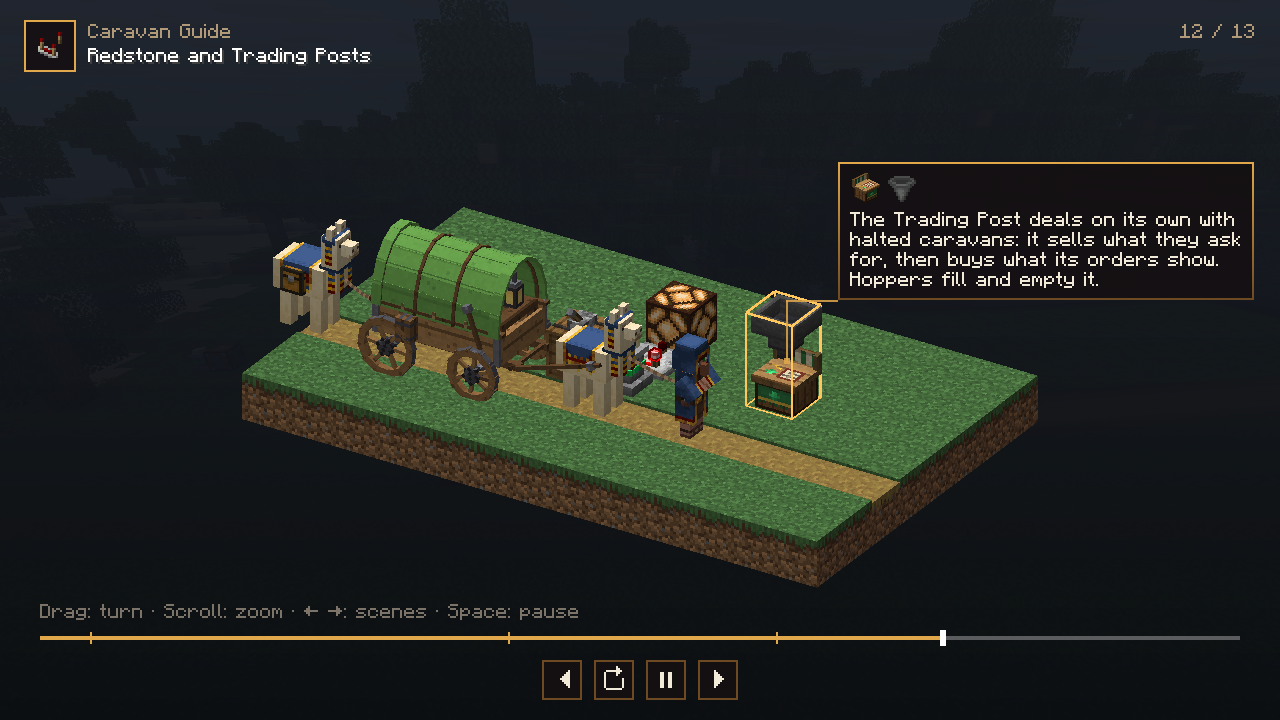 Caravan Guide
Redstone and Trading Posts
12 / 13
The Trading Post deals on its own with
halted caravans: it sells what they ask
for, then buys what its orders show.
Hoppers fill and empty it.
Drag: turn · Scroll: zoom · ← →: scenes · Space: pause